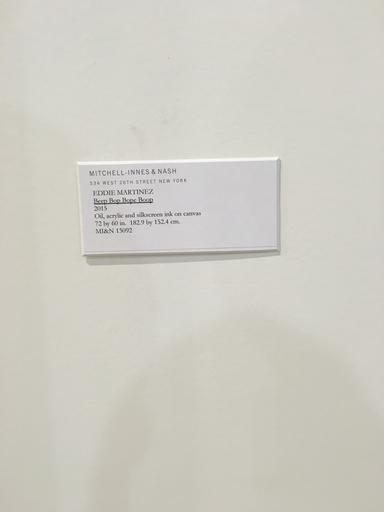 MITCHELL-INNES & NASH
534 WEST 26TH STREET NEW YORK
EDDIE MARTINEZ
Beep Bop Bope Boop
2015
Oil, acrylic and silkscreen ink on canvas
72 by 60 in. 182.9 by 152.4 cm.
MI&N 13092